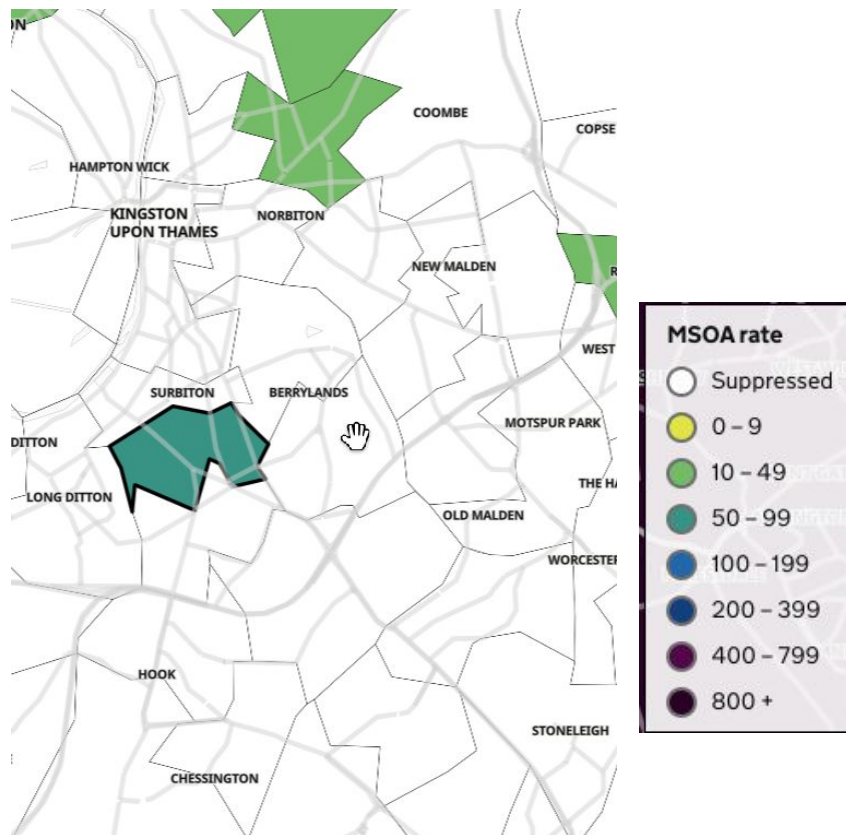 ON
COOMBE
COPSE
HAMPTON WICK
KINGSTON
UPON THAMES
NORBITON
NEW MALDEN
R
WEST
SURBITON
BERRYLANDS
MOTSPUR PARK
DITTON
LONG DITTON
THE HA
OLD MALDEN
WORCESTER
HOOK
STONELEIGH
CHESSINGTON
MSOA rate
Suppressed
0 – 9
10 – 49
50 – 99
100 – 199
200 – 399
400 – 799
800 +